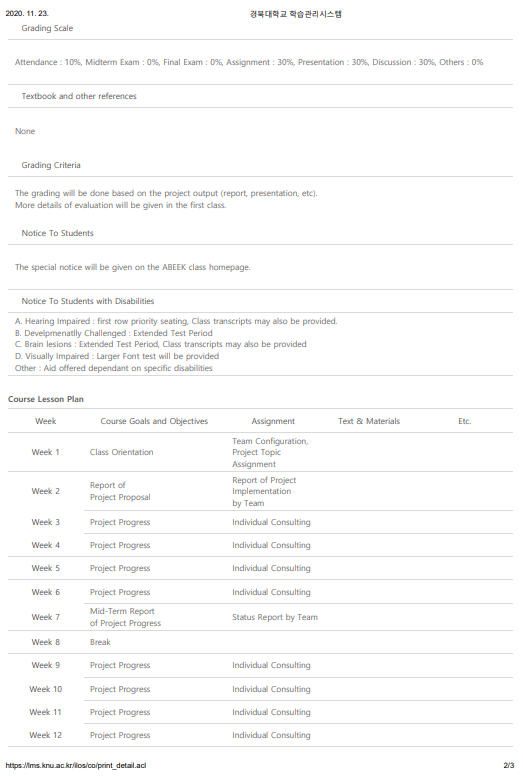 2020. 11. 23.
경북대학교 학습관리시스템
Grading Scale
Attendance : 10%, Midterm Exam : 0%, Final Exam : 0%, Assignment : 30%, Presentation : 30%, Discussion : 30%, Others : 0%
Textbook and other references
None
Grading Criteria
The grading will be done based on the project output (report, presentation, etc).
More details of evaluation will be given in the first class.
Notice To Students
The special notice will be given on the ABEEK class homepage.
Notice To Students with Disabilities
A. Hearing Impaired : first row priority seating, Class transcripts may also be provided.
B. Develpmenatlly Challenged : Extended Test Period
C. Brain lesions : Extended Test Period, Class transcripts may also be provided
D. Visually Impaired : Larger Font test will be provided
Other : Aid offered dependant on specific disabilities
Course Lesson Plan
Week Course Goals and Objectives Assignment Text & Materials Etc.
Week 1 Class Orientation Team Configuration,
Project Topic
Assignment
Week 2 Report of
Project Proposal
Report of Project
Implementation
by Team
Week 3 Project Progress Individual Consulting
Week 4 Project Progress Individual Consulting
Week 5 Project Progress Individual Consulting
Week 6 Project Progress Individual Consulting
Week 7 Mid-Term Report
of Project Progress
Status Report by Team
Week 8 Break
Week 9 Project Progress Individual Consulting
Week 10 Project Progress Individual Consulting
Week 11 Project Progress Individual Consulting
Week 12 Project Progress Individual Consulting
https://lms.knu.ac.kr/ilos/co/print_detail.acl
2/3